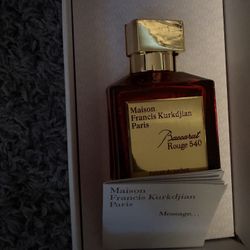 Maison
Francis Kurkdjian
Paris
Baccarat
Rouge 540
Maison
Francis Kurkdjian
Paris
Message...